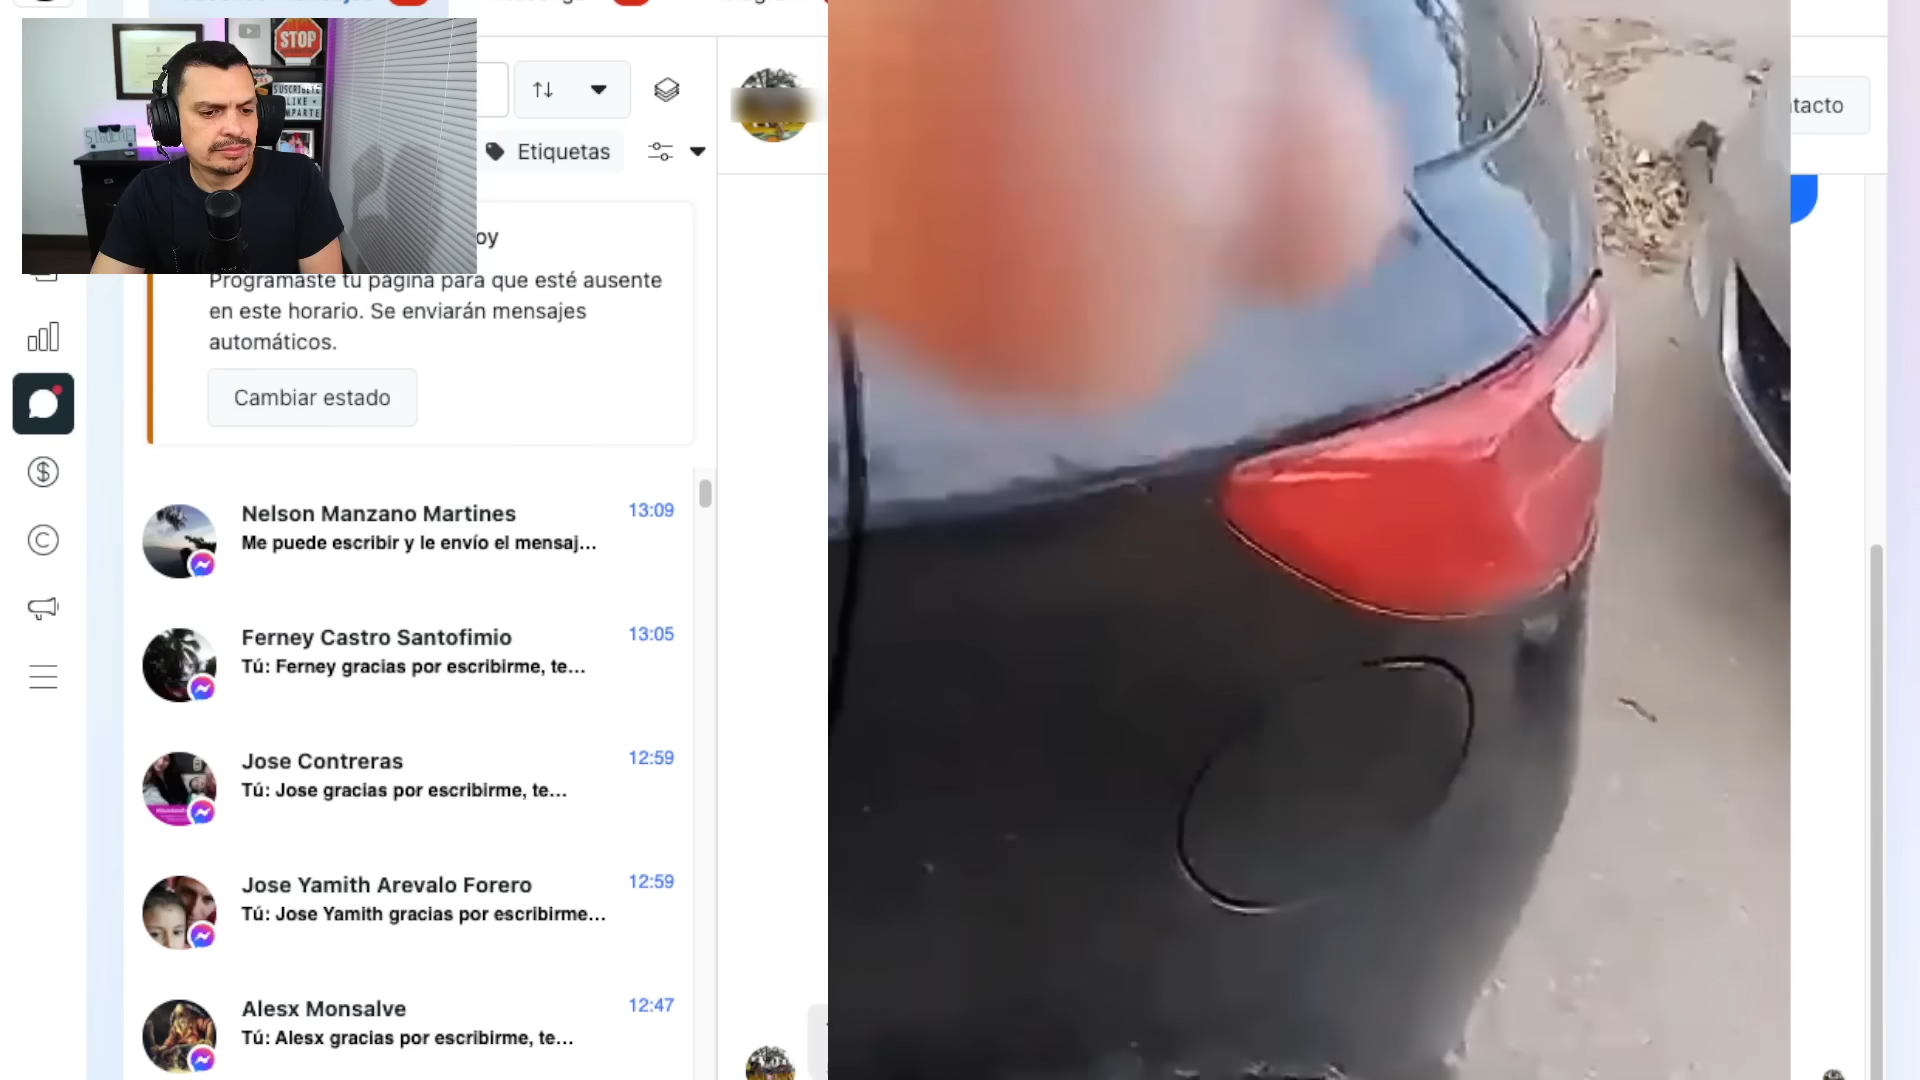 STOP
SUSCRIBETE
LIKE +
MPARTE
SIGUEME
Etiquetas
tacto
oy
Programaste tu página para que esté ausente
en este horario. Se enviarán mensajes
automáticos.
Cambiar estado
Nelson Manzano Martines
13:09
Me puede escribir y le envío el mensaj...
Ferney Castro Santofimio
13:05
Tú: Ferney gracias por escribirme, te...
Jose Contreras
12:59
Tú: Jose gracias por escribirme, te...
Jose Yamith Arevalo Forero
12:59
Tú: Jose Yamith gracias por escribirme...
Alesx Monsalve
12:47
Tú: Alesx gracias por escribirme, te...